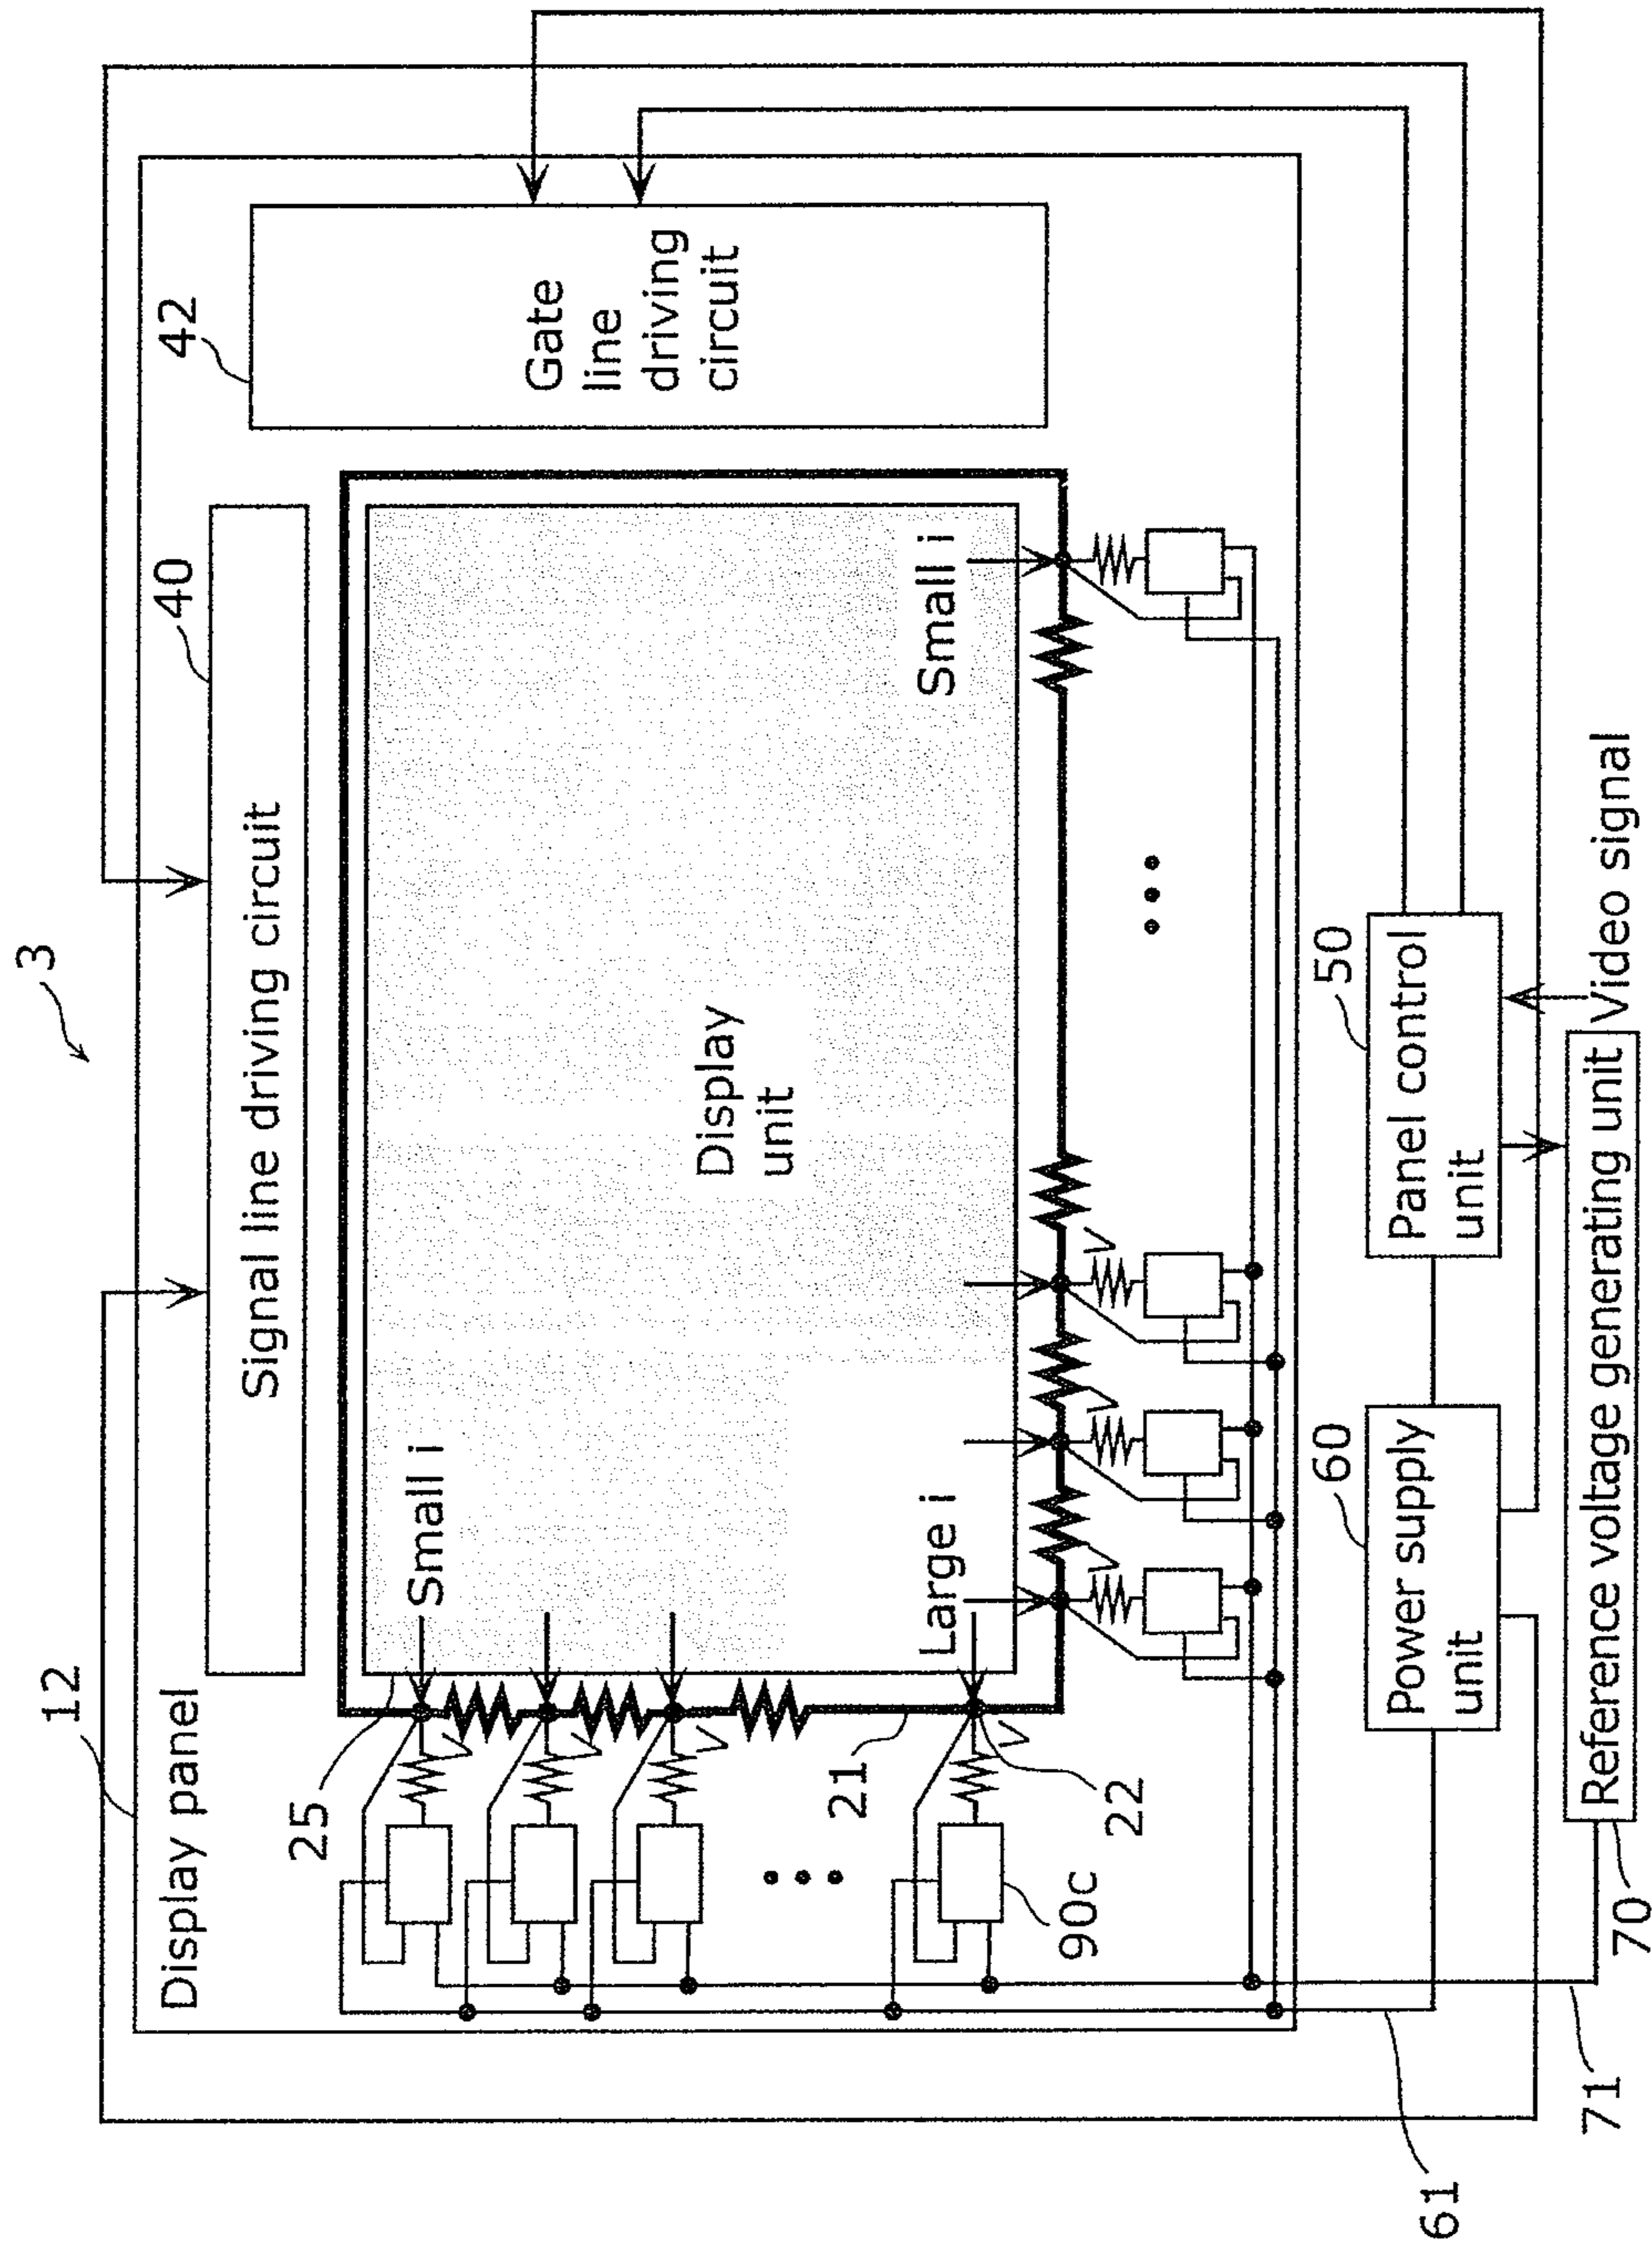 3
12
40
42
Display panel
Signal line driving circuit
Gate
line
driving
circuit
25
Small i
Display
unit
Large i
Small i
V
V
V
V
V
V
V
21
22
90c
60
50
Power supply
unit
Panel control
unit
Video signal
Reference voltage generating unit
70
71
61